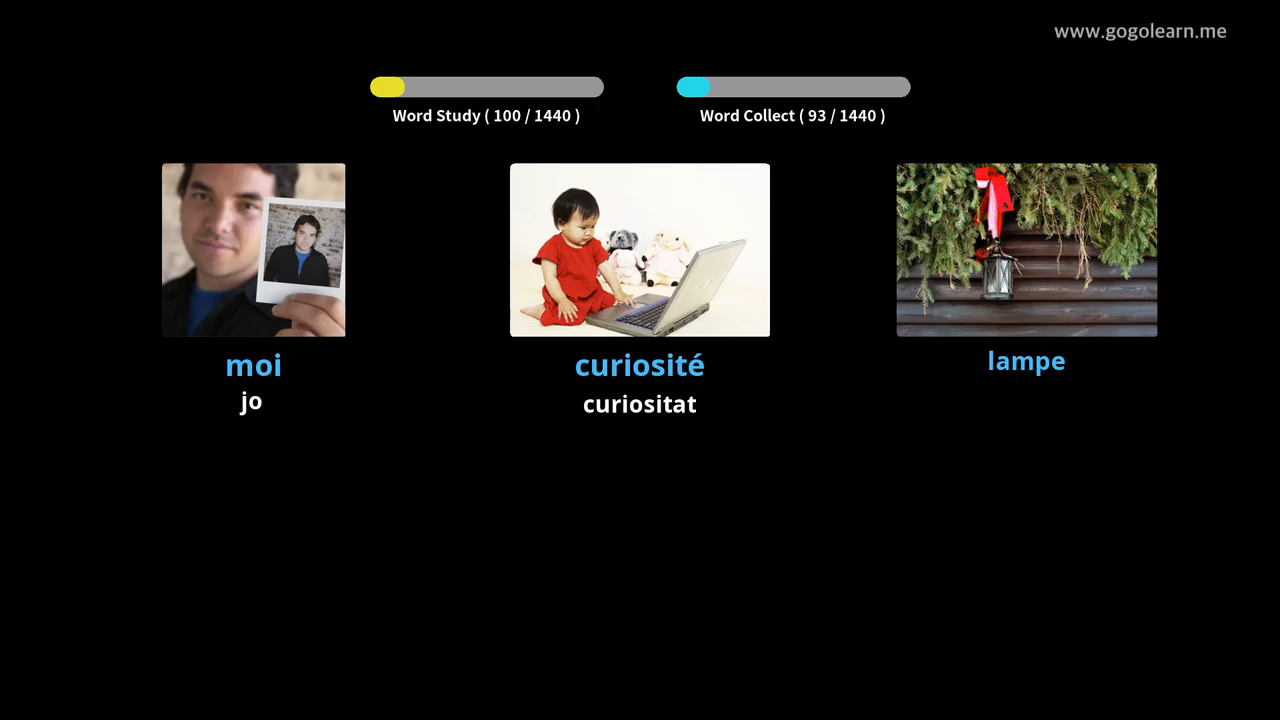 www.gogolearn.me
Word Study ( 100 / 1440 )
Word Collect ( 93 / 1440 )
moi
curiosité
lampe
jo
curiositat